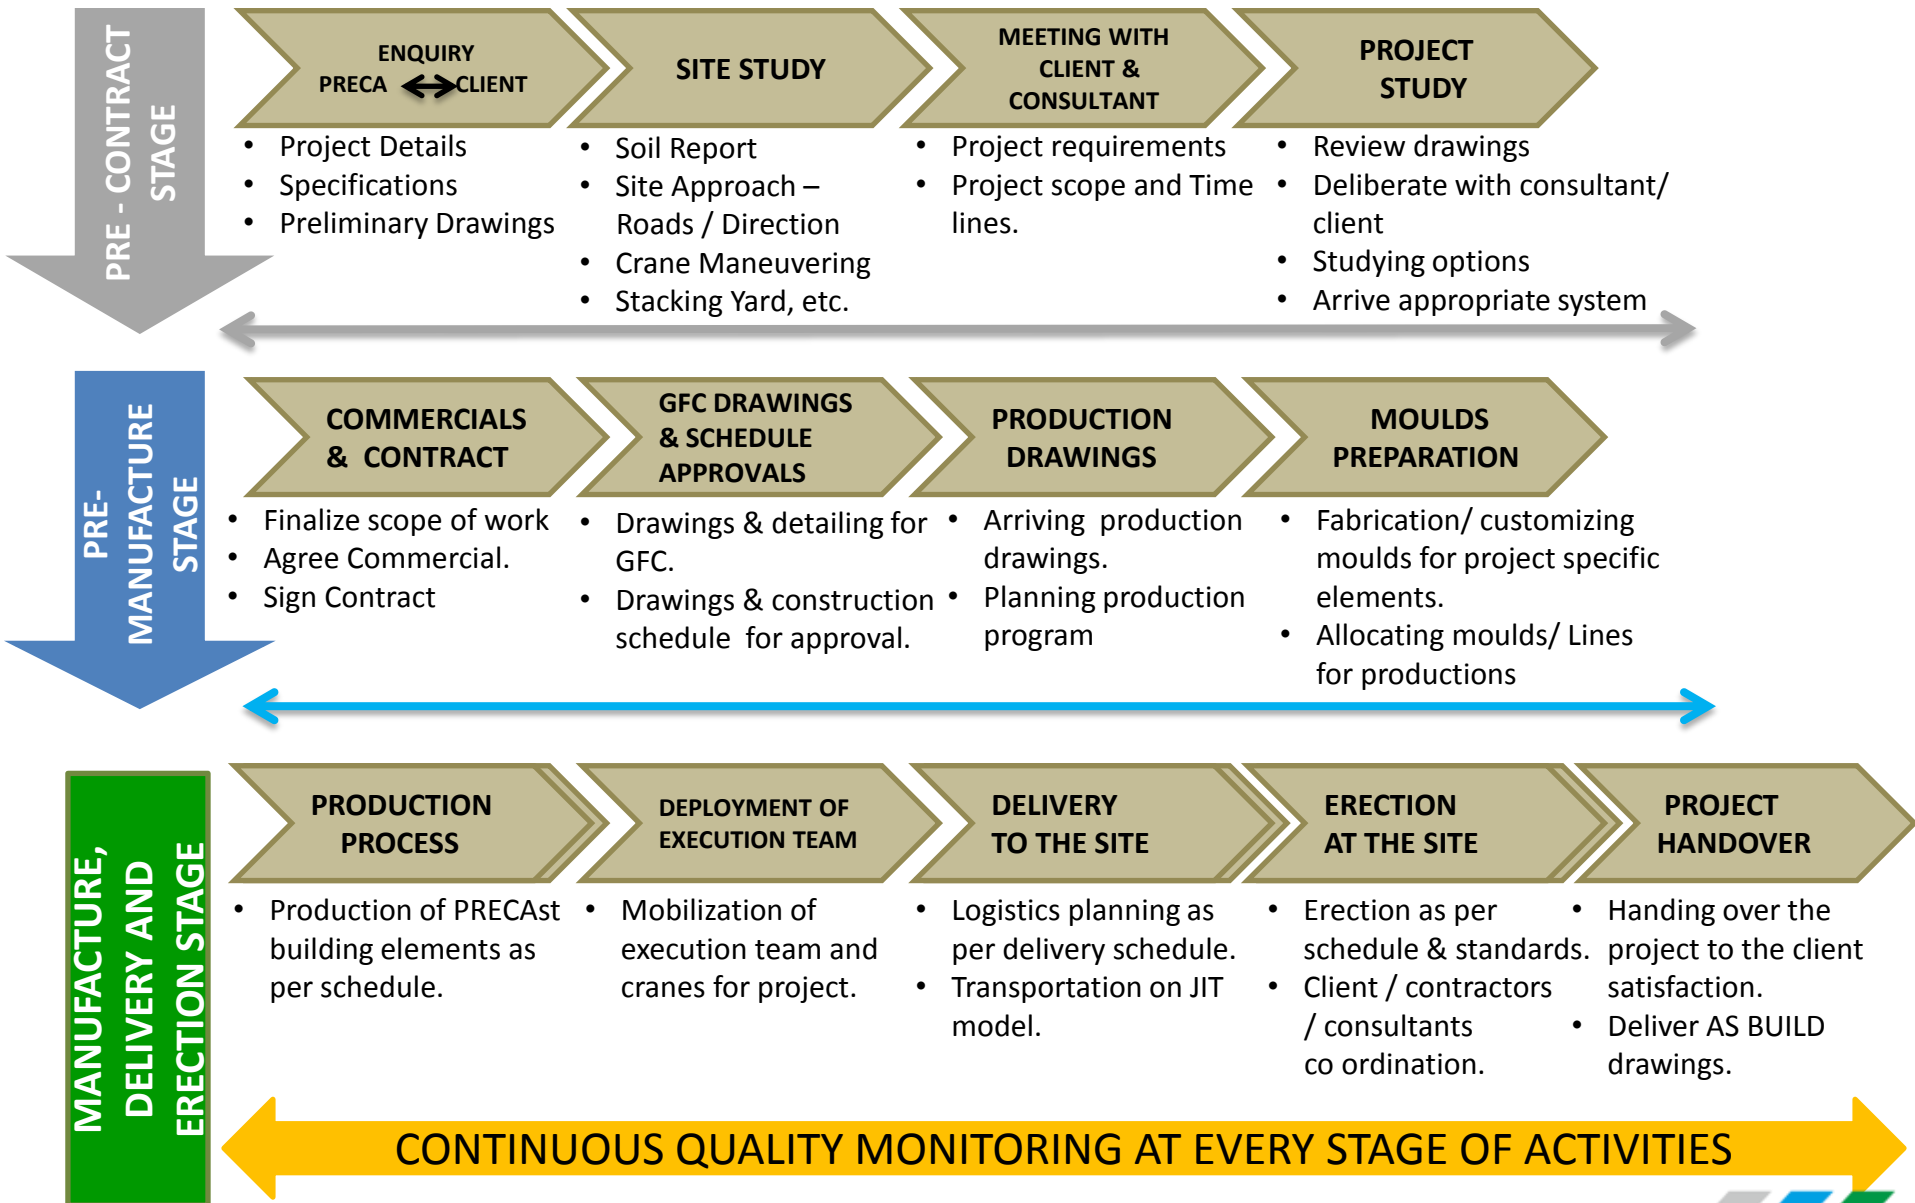 PRE - CONTRACT
STAGE
ENQUIRY
PRECA CLIENT
• Project Details
• Specifications
• Preliminary Drawings
SITE STUDY
• Soil Report
• Site Approach –
Roads / Direction
• Crane Maneuvering
• Stacking Yard, etc.
MEETING WITH
CLIENT &
CONSULTANT
• Project requirements
• Project scope and Time
lines.
PROJECT
STUDY
• Review drawings
• Deliberate with consultant/
client
• Studying options
• Arrive appropriate system
PRE-
MANUFACTURE
STAGE
COMMERCIALS
& CONTRACT
• Finalize scope of work
• Agree Commercial.
• Sign Contract
GFC DRAWINGS
& SCHEDULE
APPROVALS
• Drawings & detailing for
GFC.
• Drawings & construction
schedule for approval.
PRODUCTION
DRAWINGS
• Arriving production
drawings.
• Planning production
program
MOULDS
PREPARATION
• Fabrication/ customizing
moulds for project specific
elements.
• Allocating moulds/ Lines
for productions
MANUFACTURE,
DELIVERY AND
ERECTION STAGE
PRODUCTION
PROCESS
• Production of PRECAst
building elements as
per schedule.
DEPLOYMENT OF
EXECUTION TEAM
• Mobilization of
execution team and
cranes for project.
DELIVERY
TO THE SITE
• Logistics planning as
per delivery schedule.
• Transportation on JIT
model.
ERECTION
AT THE SITE
• Erection as per
schedule & standards.
• Client / contractors
/ consultants
co ordination.
PROJECT
HANDOVER
• Handing over the
project to the client
satisfaction.
• Deliver AS BUILD
drawings.
CONTINUOUS QUALITY MONITORING AT EVERY STAGE OF ACTIVITIES